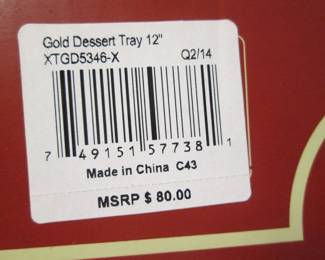 Gold Dessert Tray 12"
XTGD5346-X Q2/14
7 49151 57738 1
Made in China C43
MSRP $ 80.00